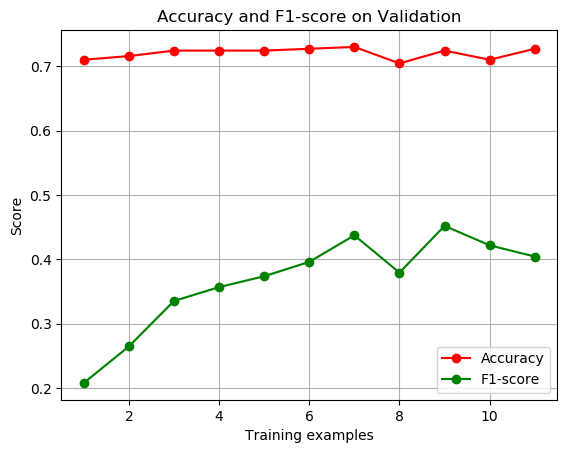 Accuracy and F1-score on Validation
0.7
0.6
0.5
0.4
0.3
0.2
Score
2 4 6 8 10
Training examples
Accuracy
F1-score